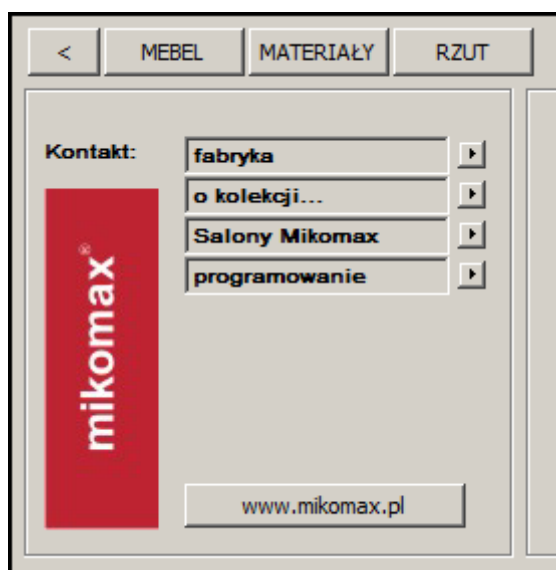 < MEBEL MATERIAŁY RZUT
Kontakt: fabryka
o kolekcji...
Salony Mikomax
programowanie
mikomax®
www.mikomax.pl